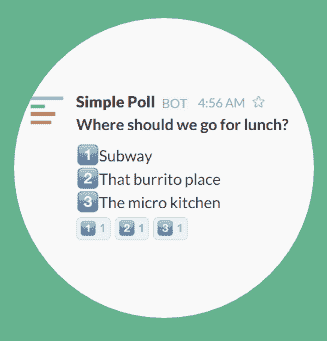 Simple Poll BOT 4:56 AM
Where should we go for lunch?
1 Subway
2 That burrito place
3 The micro kitchen
1 1 2 1 3 1